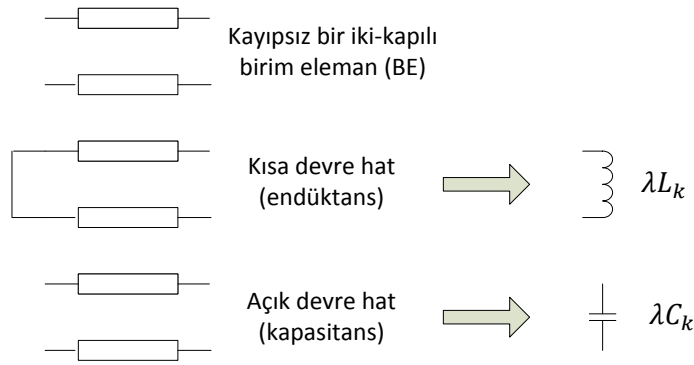 Kayıpsız bir iki-kapılı
birim eleman (BE)
Kısa devre hat
(endüktans)
λL_k
Açık devre hat
(kapasitans)
λC_k